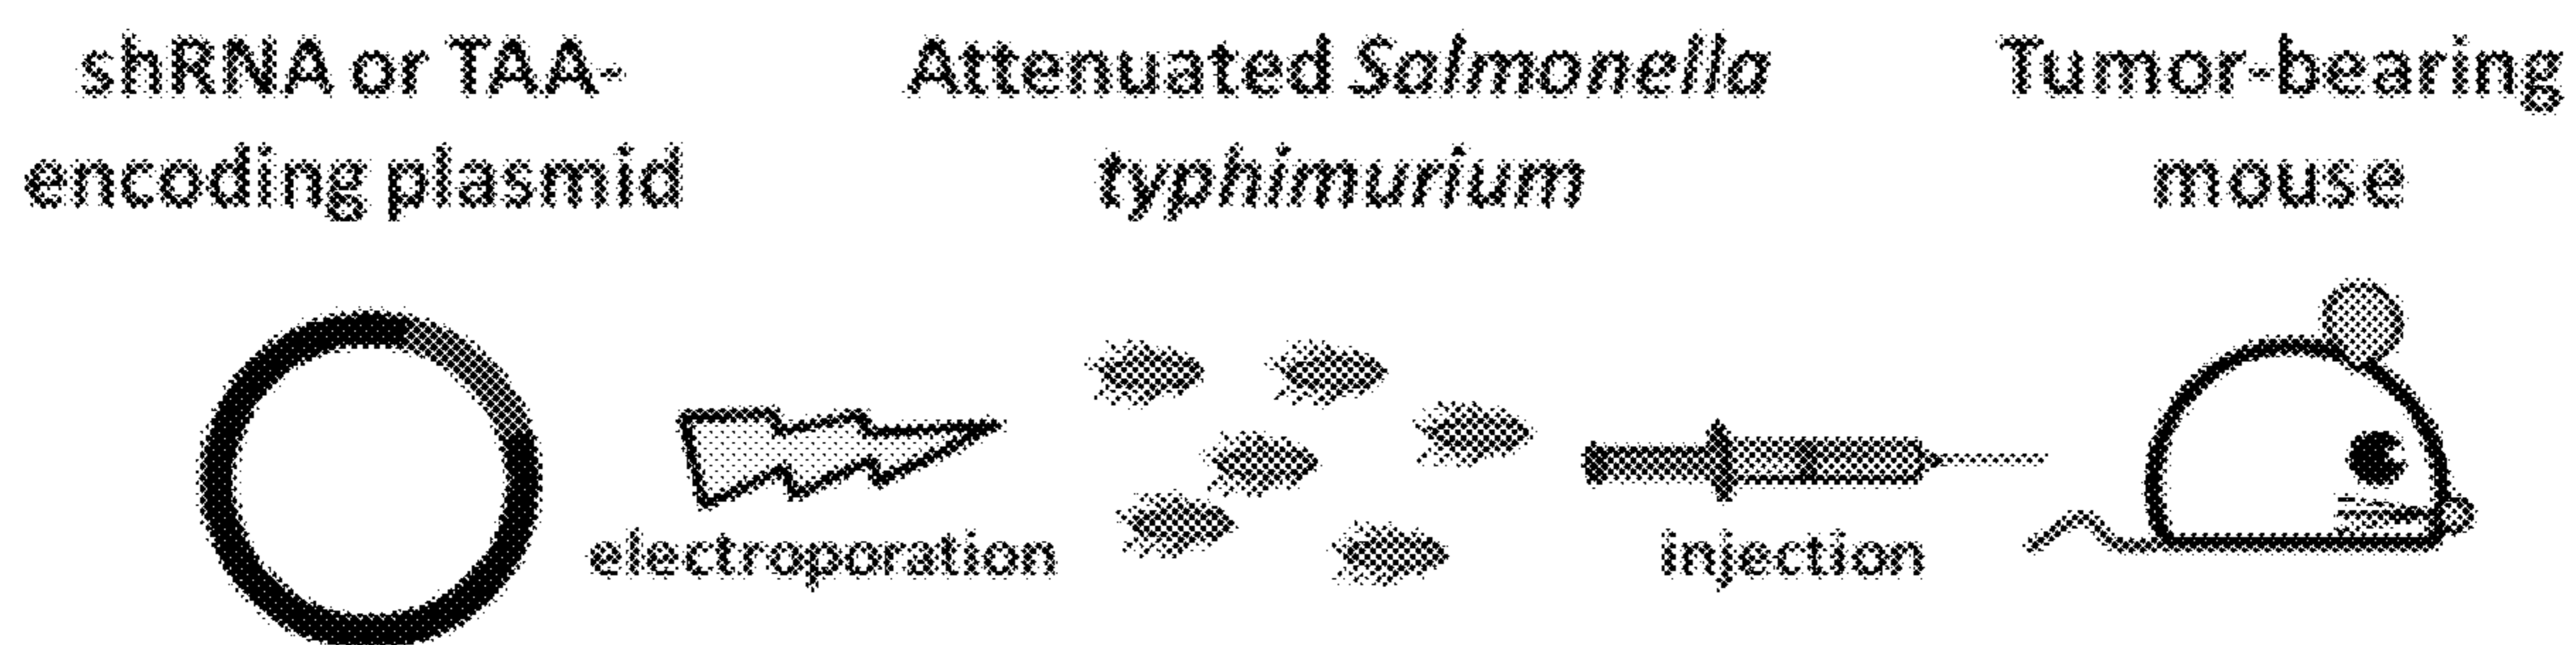 shRNA or TAA-
encoding plasmid
Attenuated Salmonella
typhimurium
Tumor-bearing
mouse
electroporation
injection